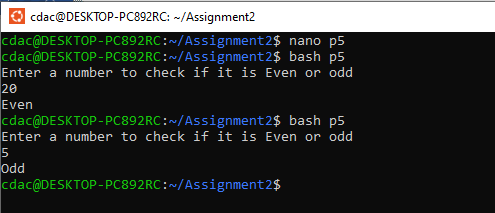 cdac@DESKTOP-PC892RC: ~/Assignment2
cdac@DESKTOP-PC892RC:~/Assignment2$ nano p5
cdac@DESKTOP-PC892RC:~/Assignment2$ bash p5
Enter a number to check if it is Even or odd
20
Even
cdac@DESKTOP-PC892RC:~/Assignment2$ bash p5
Enter a number to check if it is Even or odd
5
Odd
cdac@DESKTOP-PC892RC:~/Assignment2$